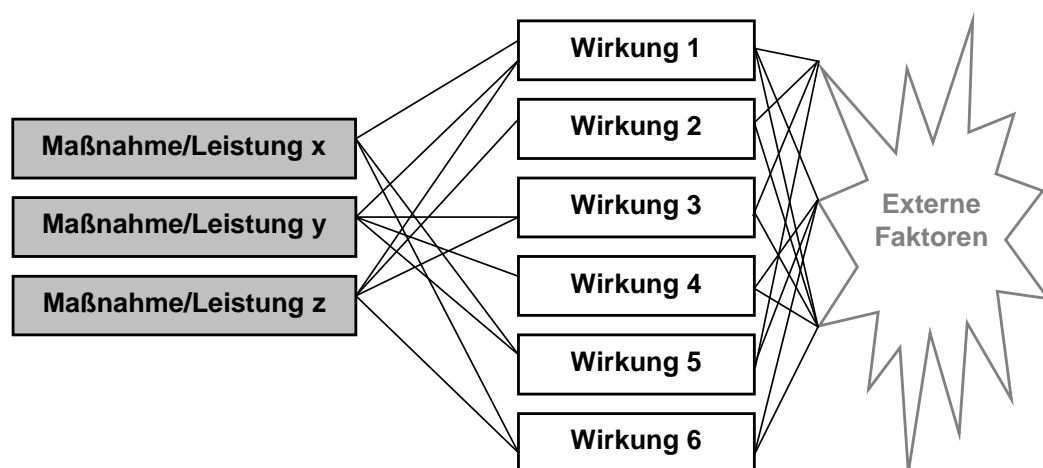 Maßnahme/Leistung x
Maßnahme/Leistung y
Maßnahme/Leistung z
Wirkung 1
Wirkung 2
Wirkung 3
Wirkung 4
Wirkung 5
Wirkung 6
Externe
Faktoren